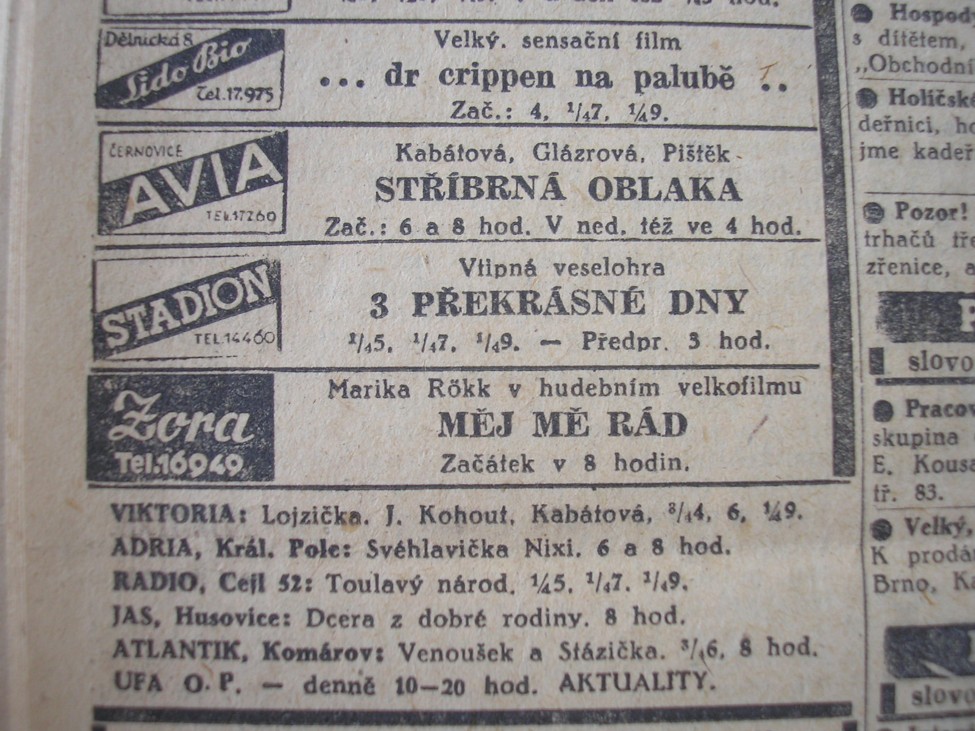 hod.
Dělnická 8
Lido Bio
Tel. 17.975
Velký. sensační film
... dr crippen na palubě ...
Zač.: 4, ¼7, ¼9.
ČERNOVICE
AVIA
TEL. 17260
Kabátová, Glázrová, Pištěk
STŘÍBRNÁ OBLAKA
Zač.: 6 a 8 hod. V ned. též ve 4 hod.
STADION
TEL. 14460
Vtipná veselohra
3 PŘEKRÁSNÉ DNY
¼5, ¼7, ¼9. — Předpr. 3 hod.
Zora
Tel. 16949
Marika Rökk v hudebním velkofilmu
MĚJ MĚ RÁD
Začátek v 8 hodin.
VIKTORIA: Lojzička. J. Kohout, Kabátová, ¾4, 6, ¼9.
ADRIA, Král. Pole: Svéhlavička Nixi. 6 a 8 hod.
RADIO, Cejl 52: Toulavý národ. ¼5, ¼7, ¼9.
JAS, Husovice: Dcera z dobré rodiny. 8 hod.
ATLANTIK, Komárov: Venoušek a Stázička. ¾6, 8 hod.
UFA O. P. — denně 10—20 hod. AKTUALITY.
● Hospod
s dítětem,
„Obchodní
● Holičsk
deřnici, ho
jme kadeř
● Pozor!
trhačů tře
zřenice, a
slovo
● Pracov
skupina
E. Kousa
tř. 83.
● Velký,
K prodá
Brno, K
slovo